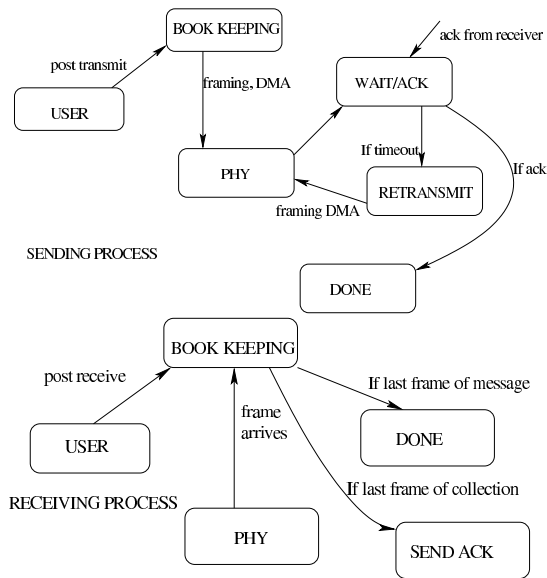 BOOK KEEPING
ack from receiver
post transmit
framing, DMA
WAIT/ACK
USER
If timeout
If ack
PHY
RETRANSMIT
framing DMA
SENDING PROCESS
DONE
BOOK KEEPING
post receive
If last frame of message
frame
arrives
USER
DONE
If last frame of collection
RECEIVING PROCESS
PHY
SEND ACK